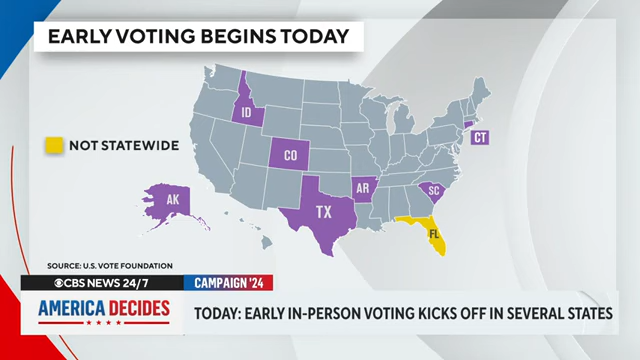 EARLY VOTING BEGINS TODAY
NOT STATEWIDE
ID
CO
AK
TX
AR
SC
CT
FL
SOURCE: U.S. VOTE FOUNDATION
CBS NEWS 24/7
CAMPAIGN '24
AMERICA DECIDES
TODAY: EARLY IN-PERSON VOTING KICKS OFF IN SEVERAL STATES